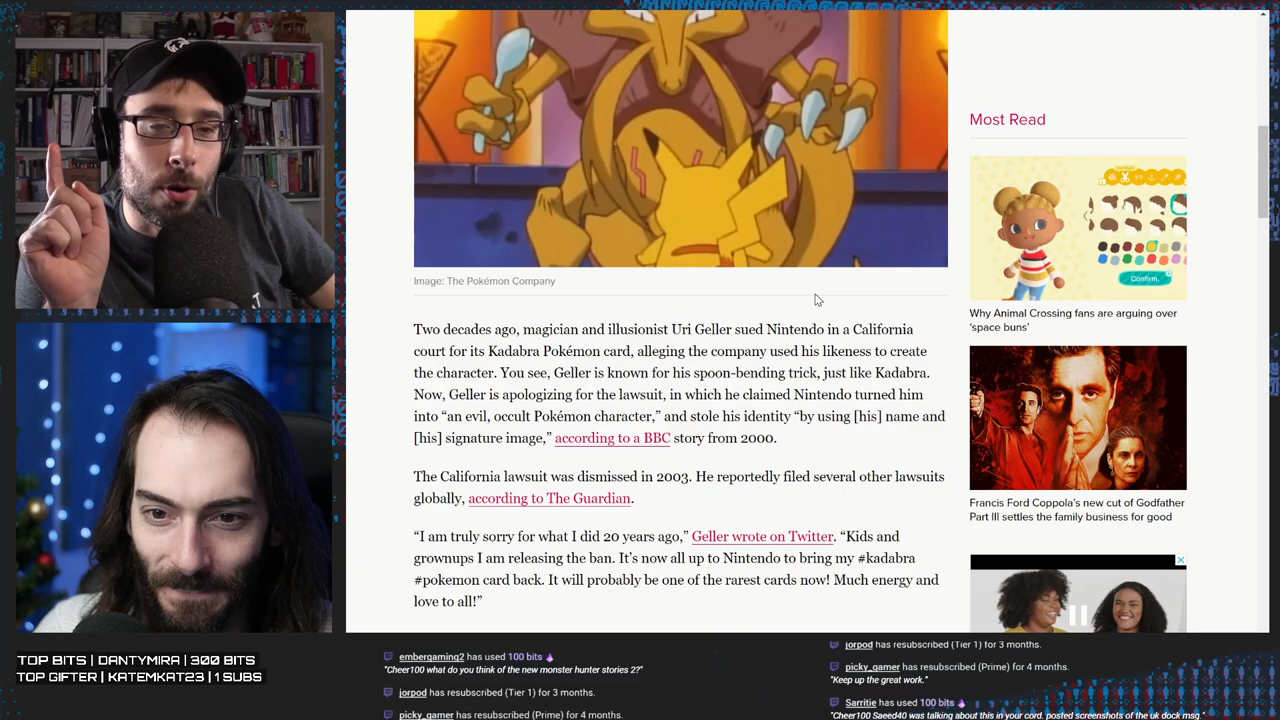 Image: The Pokémon Company
Two decades ago, magician and illusionist Uri Geller sued Nintendo in a California
court for its Kadabra Pokémon card, alleging the company used his likeness to create
the character. You see, Geller is known for his spoon-bending trick, just like Kadabra.
Now, Geller is apologizing for the lawsuit, in which he claimed Nintendo turned him
into “an evil, occult Pokémon character,” and stole his identity “by using [his] name and
[his] signature image,” according to a BBC story from 2000.
The California lawsuit was dismissed in 2003. He reportedly filed several other lawsuits
globally, according to The Guardian.
“I am truly sorry for what I did 20 years ago,” Geller wrote on Twitter. “Kids and
grownups I am releasing the ban. It’s now all up to Nintendo to bring my #kadabra
#pokemon card back. It will probably be one of the rarest cards now! Much energy and
love to all!”
Most Read
Confirm.
Why Animal Crossing fans are arguing over
‘space buns’
Francis Ford Coppola’s new cut of Godfather
Part III settles the family business for good
TOP BITS | DANTYMIRA | 300 BITS
TOP GIFTER | KATEMKAT23 | 1 SUBS
embergaming2 has used 100 bits
"Cheer100 what do you think of the new monster hunter stories 2?"
jorpod has resubscribed (Tier 1) for 3 months.
picky_gamer has resubscribed (Prime) for 4 months.
jorpod has resubscribed (Tier 1) for 3 months.
picky_gamer has resubscribed (Prime) for 4 months.
"Keep up the great work."
Sarritie has used 100 bits
"Cheer100 Saeed40 was talking about this in your cord. posted screenshots of the uk dock msg."